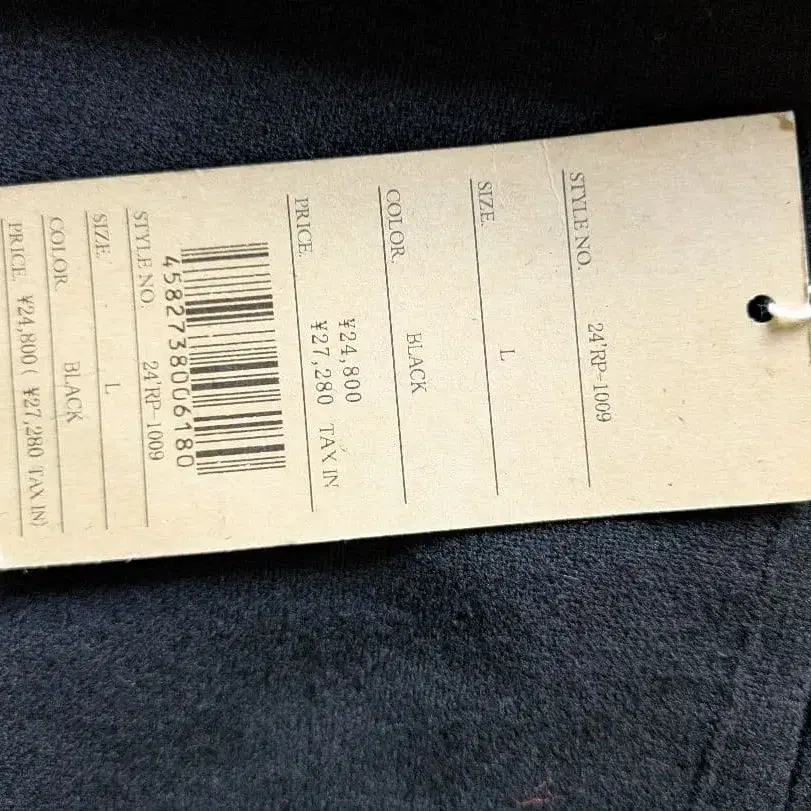 STYLE NO. 24'RP-1009
SIZE. L
COLOR. BLACK
PRICE. ¥24,800
¥27,280 TAX IN
4582738006180
STYLE NO. 24'RP-1009
SIZE. L
COLOR. BLACK
PRICE. ¥24,800 ( ¥27,280 TAX IN)